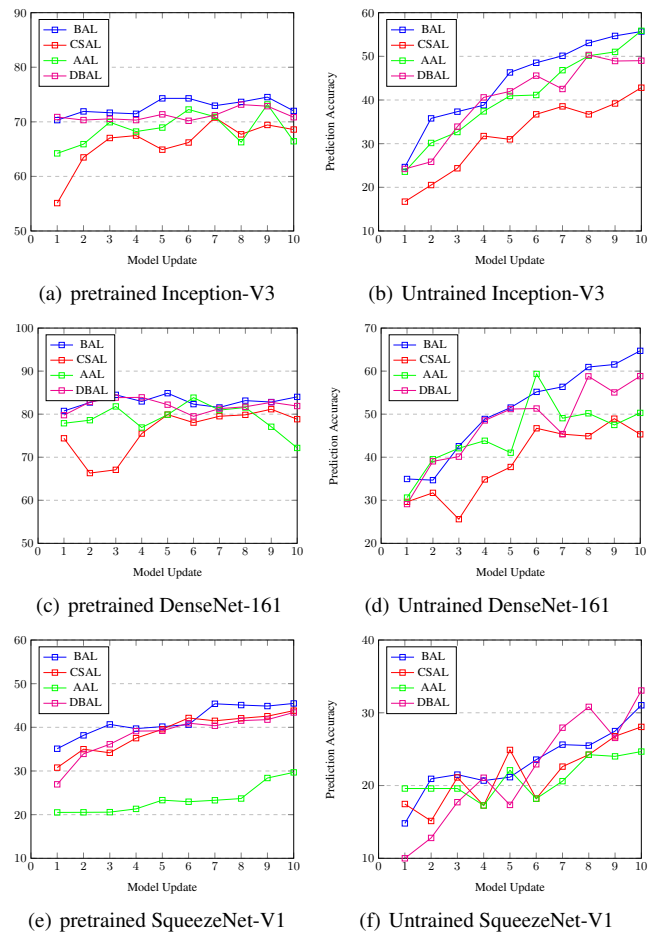 90
80
70
60
50
0 1 2 3 4 5 6 7 8 9 10
Model Update
BAL
CSAL
AAL
DBAL
(a) pretrained Inception-V3
60
50
40
30
20
10
0 1 2 3 4 5 6 7 8 9 10
Model Update
Prediction Accuracy
BAL
CSAL
AAL
DBAL
(b) Untrained Inception-V3
100
90
80
70
60
50
0 1 2 3 4 5 6 7 8 9 10
Model Update
BAL
CSAL
AAL
DBAL
(c) pretrained DenseNet-161
70
60
50
40
30
20
0 1 2 3 4 5 6 7 8 9 10
Model Update
Prediction Accuracy
BAL
CSAL
AAL
DBAL
(d) Untrained DenseNet-161
60
50
40
30
20
10
0 1 2 3 4 5 6 7 8 9 10
Model Update
BAL
CSAL
AAL
DBAL
(e) pretrained SqueezeNet-V1
40
30
20
10
0 1 2 3 4 5 6 7 8 9 10
Model Update
Prediction Accuracy
BAL
CSAL
AAL
DBAL
(f) Untrained SqueezeNet-V1